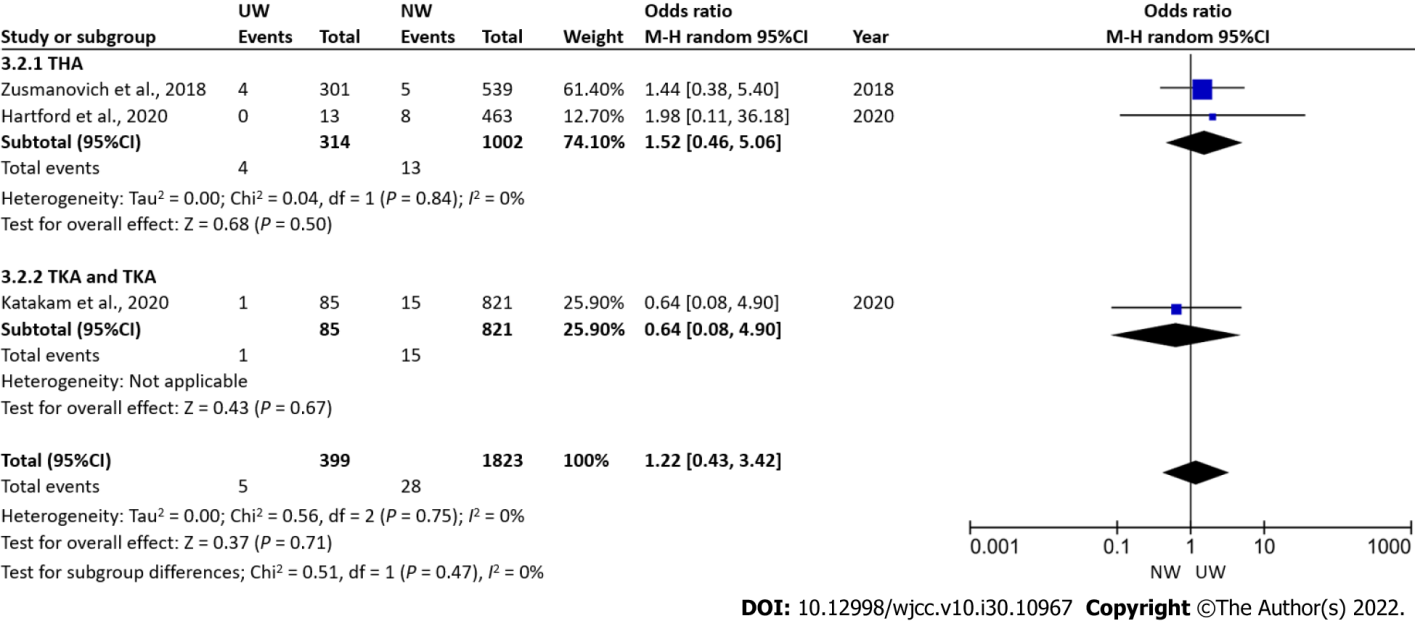 UW NW Odds ratio Odds ratio
Study or subgroup Events Total Events Total Weight M-H random 95%CI Year M-H random 95%CI
3.2.1 THA
Zusmanovich et al., 2018 4 301 5 539 61.40% 1.44 [0.38, 5.40] 2018
Hartford et al., 2020 0 13 8 463 12.70% 1.98 [0.11, 36.18] 2020
Subtotal (95%CI) 314 1002 74.10% 1.52 [0.46, 5.06]
Total events 4 13
Heterogeneity: Tau² = 0.00; Chi² = 0.04, df = 1 (P = 0.84); I² = 0%
Test for overall effect: Z = 0.68 (P = 0.50)
3.2.2 TKA and TKA
Katakam et al., 2020 1 85 15 821 25.90% 0.64 [0.08, 4.90] 2020
Subtotal (95%CI) 85 821 25.90% 0.64 [0.08, 4.90]
Total events 1 15
Heterogeneity: Not applicable
Test for overall effect: Z = 0.43 (P = 0.67)
Total (95%CI) 399 1823 100% 1.22 [0.43, 3.42]
Total events 5 28
Heterogeneity: Tau² = 0.00; Chi² = 0.56, df = 2 (P = 0.75); I² = 0%
Test for overall effect: Z = 0.37 (P = 0.71)
Test for subgroup differences; Chi² = 0.51, df = 1 (P = 0.47), I² = 0%
0.001 0.1 1 10 1000
NW UW
DOI: 10.12998/wjcc.v10.i30.10967 Copyright ©The Author(s) 2022.